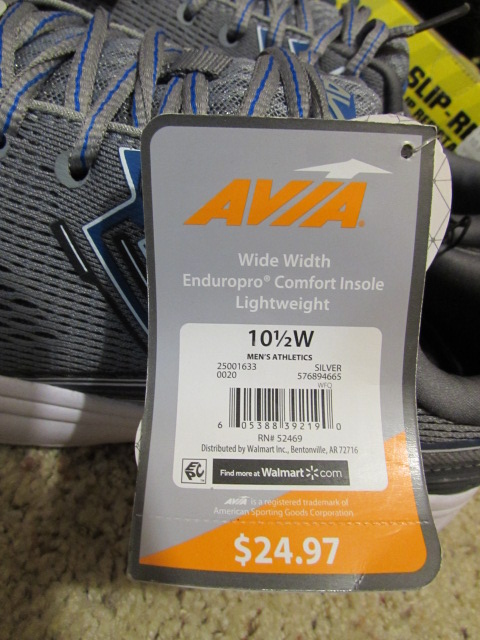 AVIA
Wide Width
Enduropro® Comfort Insole
Lightweight
10½W
MEN'S ATHLETICS
25001633 SILVER
0020 576894665
WFQ
6 05388 39219 0
RN# 52469
Distributed by Walmart Inc., Bentonville, AR 72716
Find more at Walmart.com
AVIA is a registered trademark of
American Sporting Goods Corporation.
$24.97
SLIP-RE